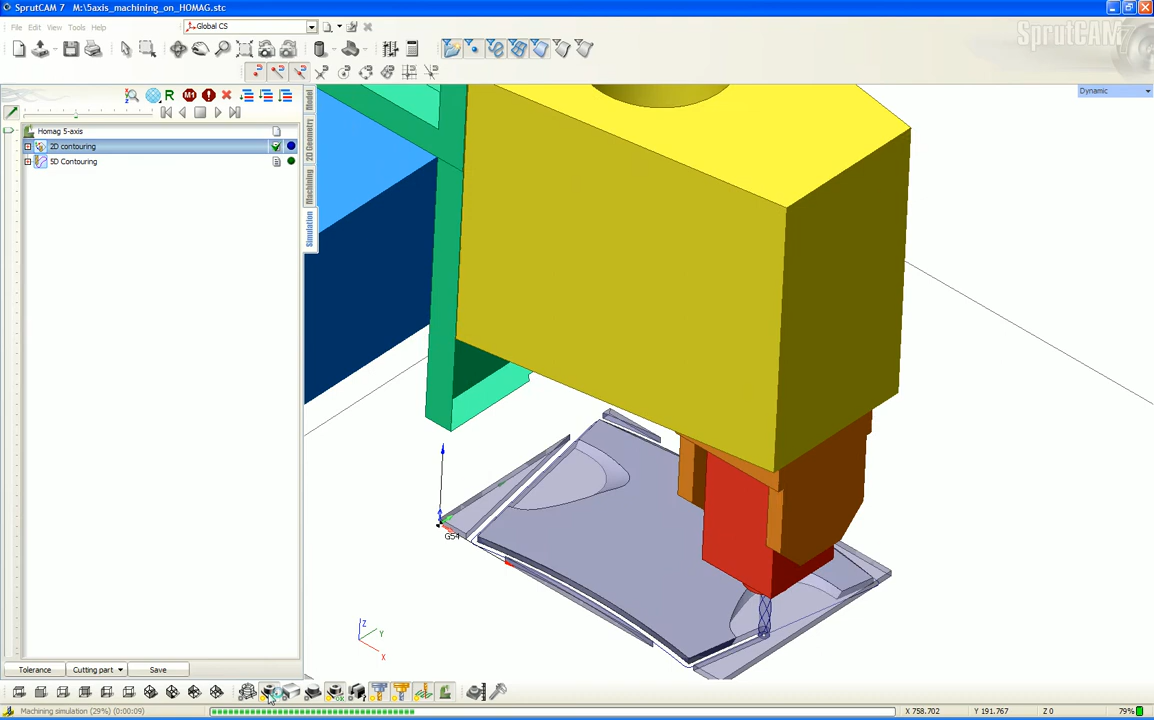 SprutCAM 7   M:\5axis_machining_on_HOMAG.stc
File Edit View Tools Help
Global CS
SprutCAM
R M1
Dynamic
Homag 5-axis
2D contouring
5D Contouring
Model
2D Geometry
Machining
Simulation
G54
Z
Y
X
Tolerance
Cutting part
Save
OK
Machining simulation (29%) (0:00:09)
X 758.702
Y 191.767
Z 0
79%